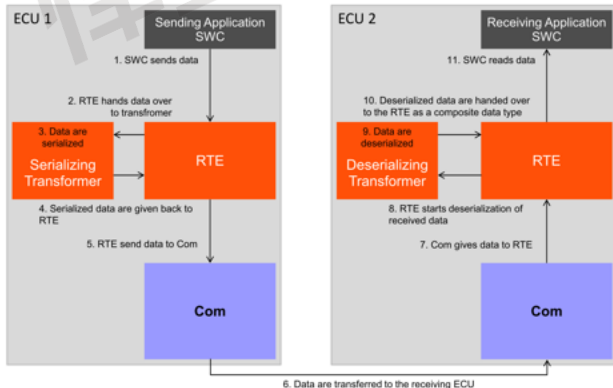 ECU 1
Sending Application
SWC
1. SWC sends data
2. RTE hands data over
to transfromer
3. Data are
serialized
Serializing
Transformer
RTE
4. Serialized data are given back to
RTE
5. RTE send data to Com
Com
ECU 2
Receiving Application
SWC
11. SWC reads data
10. Deserialized data are handed over
to the RTE as a composite data type
9. Data are
deserialized
Deserializing
Transformer
RTE
8. RTE starts deserialization of
received data
7. Com gives data to RTE
Com
6. Data are transferred to the receiving ECU